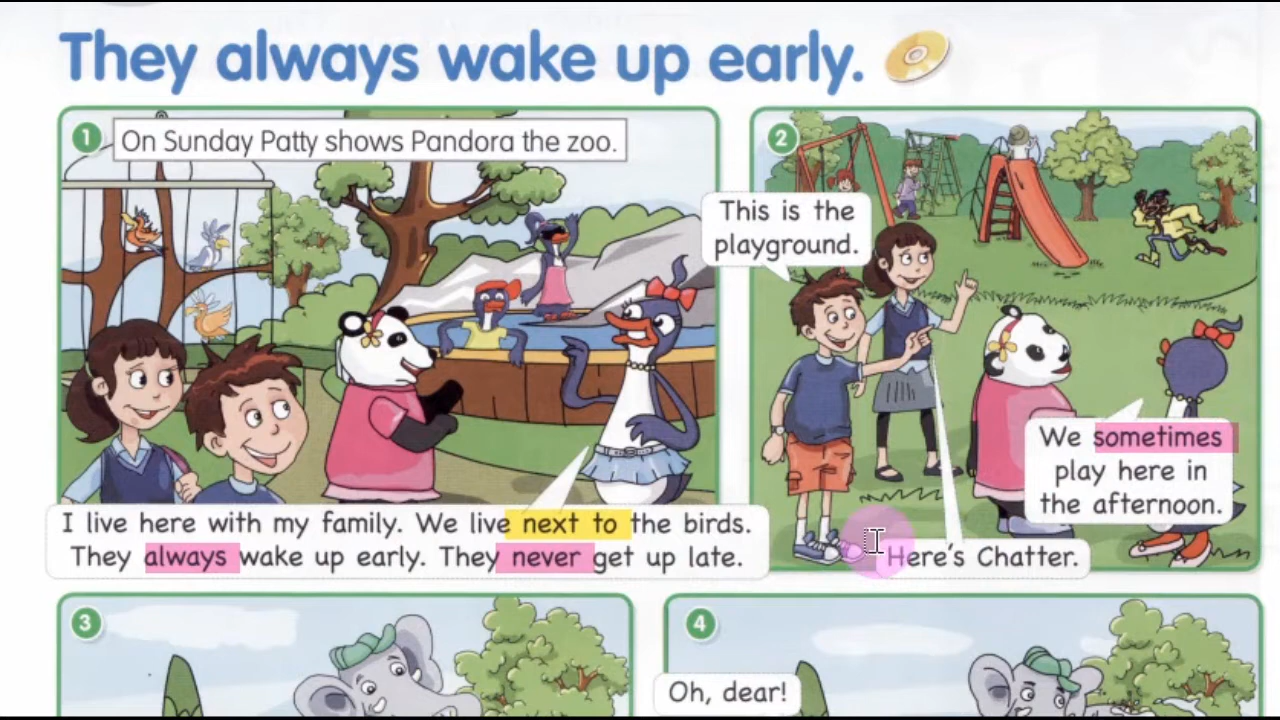 They always wake up early.
1
On Sunday Patty shows Pandora the zoo.
I live here with my family. We live next to the birds.
They always wake up early. They never get up late.
2
This is the
playground.
We sometimes
play here in
the afternoon.
Here's Chatter.
3
4
Oh, dear!